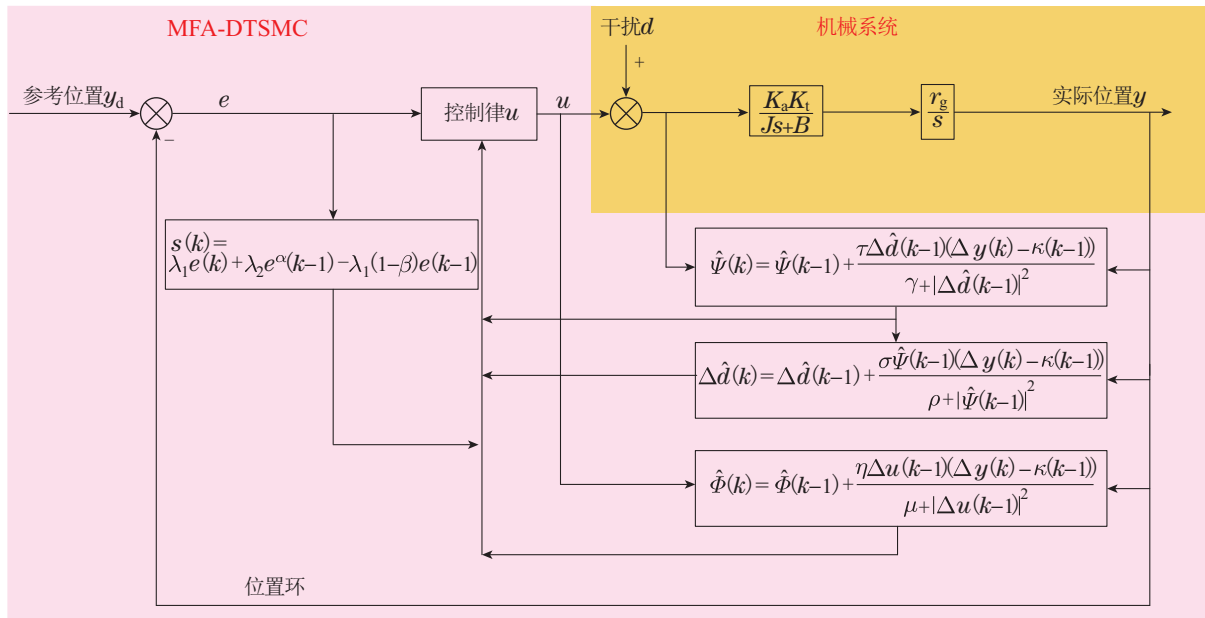 MFA-DTSMC
干扰d
机械系统
+
参考位置y_d
e
控制律u
u
K_aK_t
Js+B
r_g
s
实际位置y
−
s(k)=
λ_1e(k)+λ_2e^α(k−1)−λ_1(1−β)e(k−1)
Ψ̂(k)=Ψ̂(k−1)+ τΔd̂(k−1)(Δy(k)−κ(k−1))
γ+|Δd̂(k−1)|^2
Δd̂(k)=Δd̂(k−1)+ σΨ̂(k−1)(Δy(k)−κ(k−1))
ρ+|Ψ̂(k−1)|^2
Φ̂(k)=Φ̂(k−1)+ ηΔu(k−1)(Δy(k)−κ(k−1))
μ+|Δu(k−1)|^2
位置环